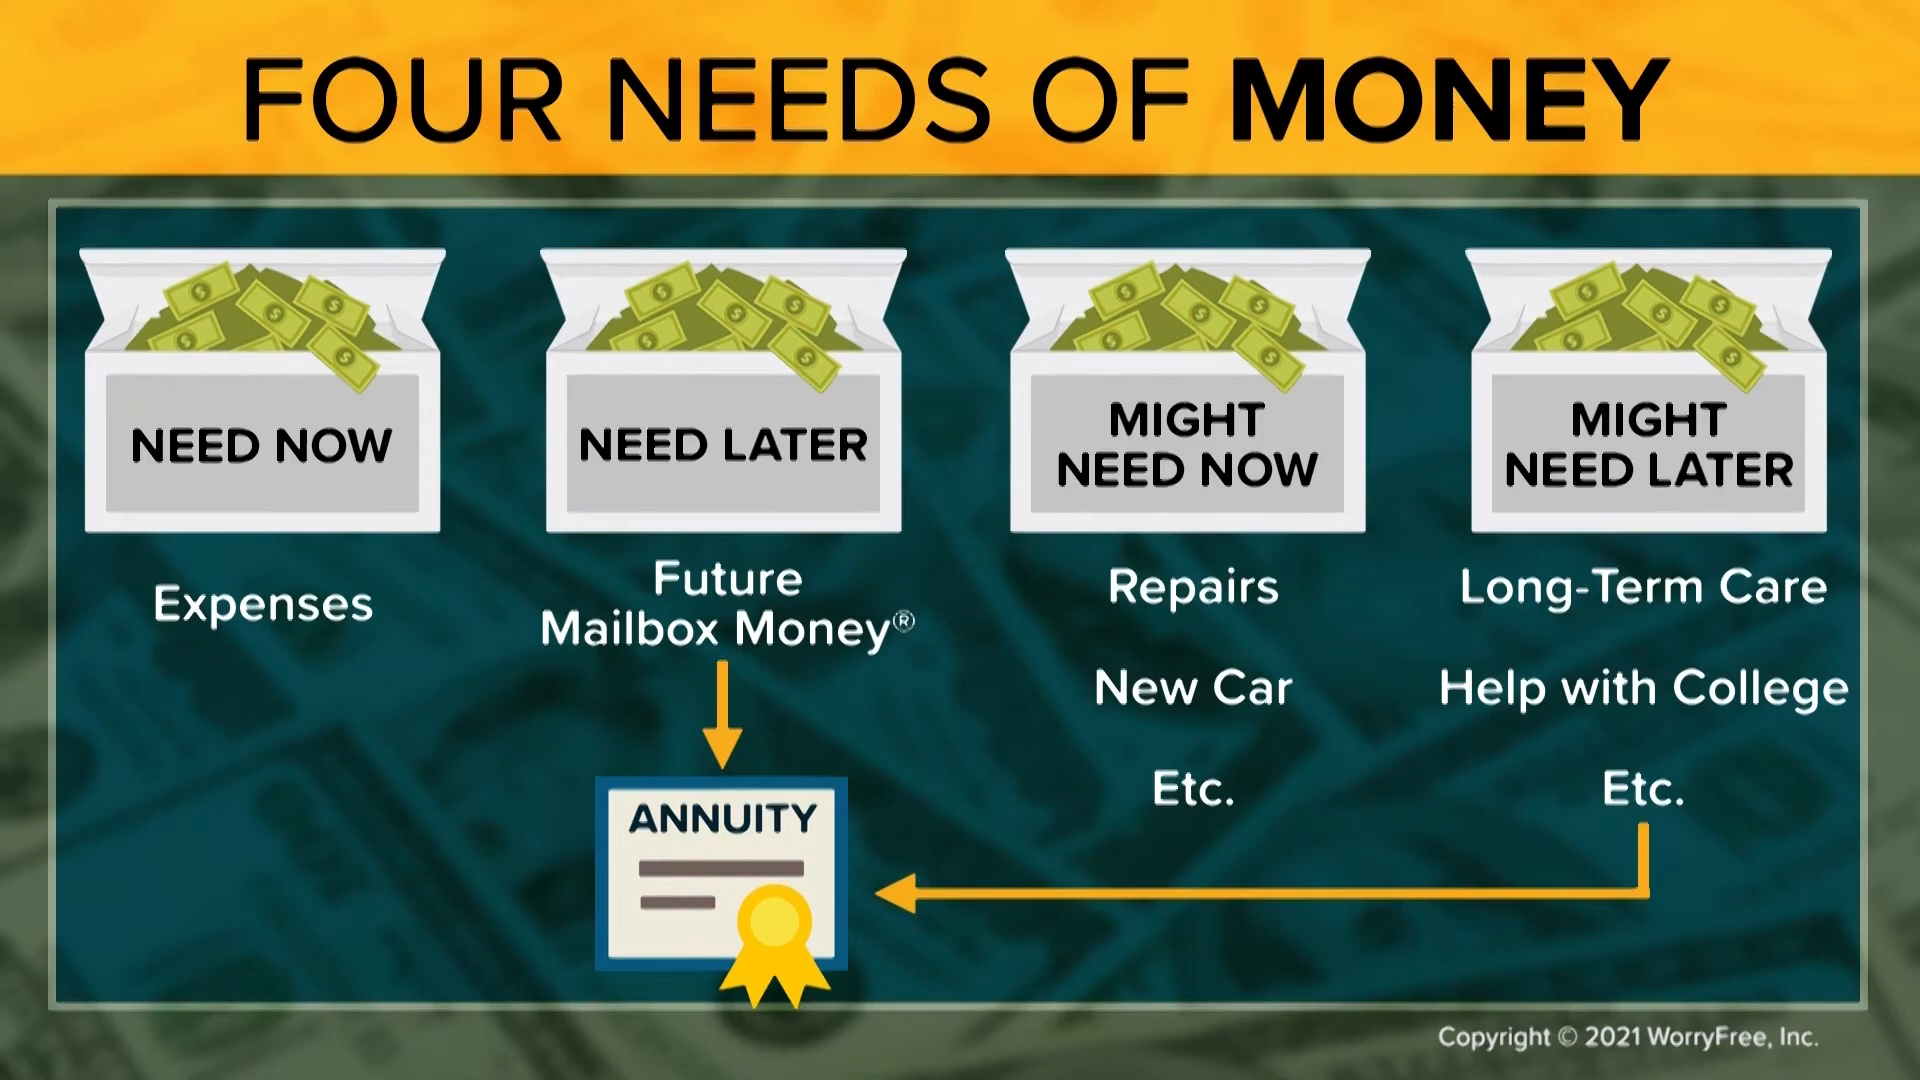 FOUR NEEDS OF MONEY
NEED NOW
Expenses
NEED LATER
Future
Mailbox Money®
ANNUITY
MIGHT
NEED NOW
Repairs
New Car
Etc.
MIGHT
NEED LATER
Long-Term Care
Help with College
Etc.
Copyright © 2021 WorryFree, Inc.